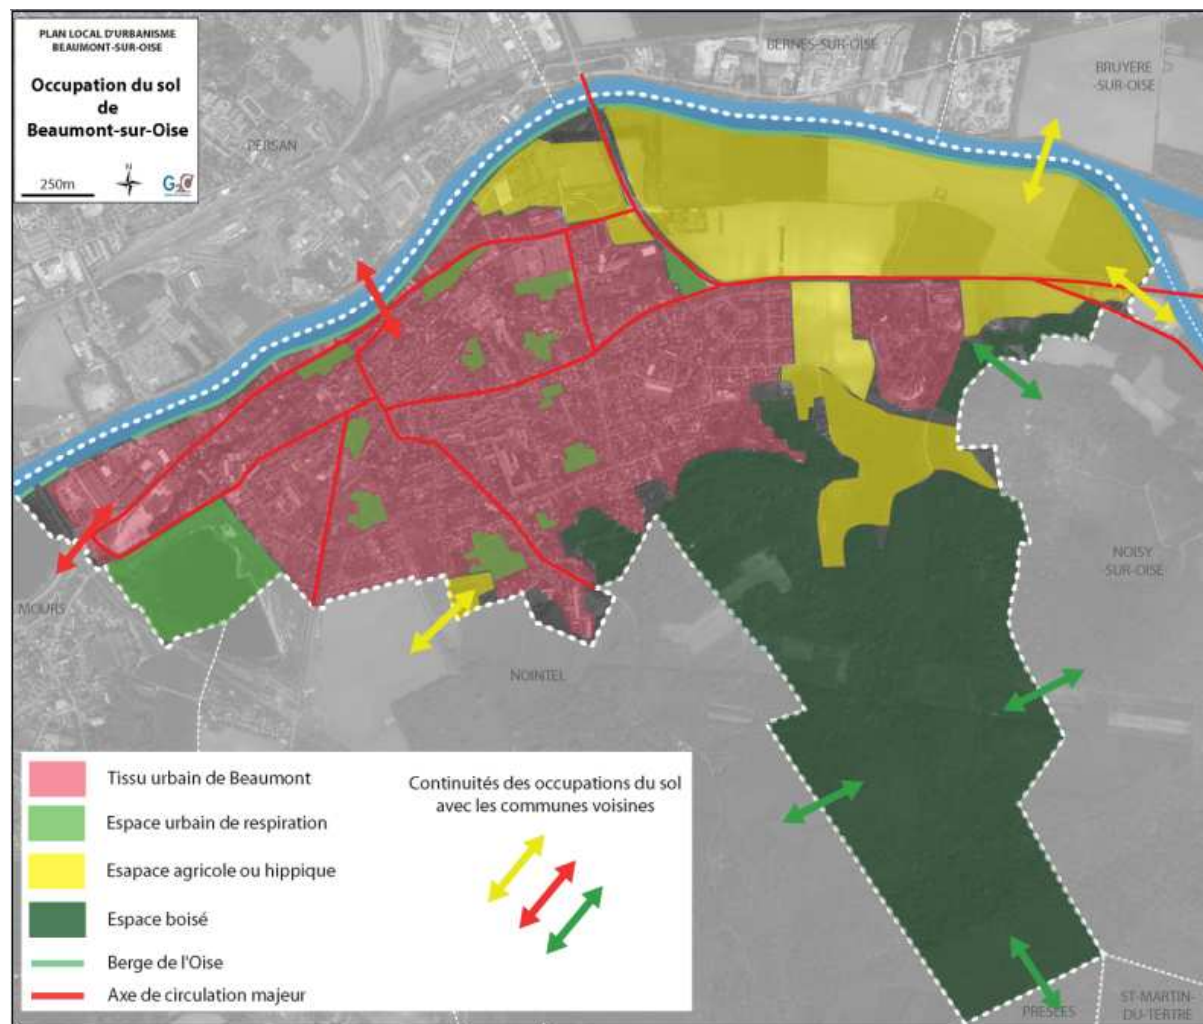 PLAN LOCAL D'URBANISME
BEAUMONT-SUR-OISE
Occupation du sol
de
Beaumont-sur-Oise
N
250m
G2C
BERNES-SUR-OISE
BRUYERE
-SUR-OISE
PERSAN
MOURS
NOINTEL
NOISY
-SUR-OISE
PRESLES
ST-MARTIN-
DU-TERTRE
Tissu urbain de Beaumont
Espace urbain de respiration
Esapace agricole ou hippique
Espace boisé
Berge de l'Oise
Axe de circulation majeur
Continuités des occupations du sol
avec les communes voisines